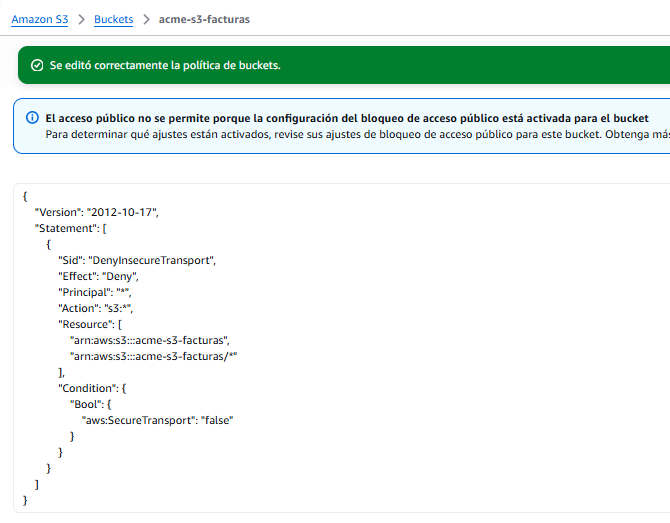 Amazon S3 > Buckets > acme-s3-facturas
Se editó correctamente la política de buckets.
El acceso público no se permite porque la configuración del bloqueo de acceso público está activada para el bucket
Para determinar qué ajustes están activados, revise sus ajustes de bloqueo de acceso público para este bucket. Obtenga más
{
"Version": "2012-10-17",
"Statement": [
{
"Sid": "DenyInsecureTransport",
"Effect": "Deny",
"Principal": "*",
"Action": "s3:*",
"Resource": [
"arn:aws:s3:::acme-s3-facturas",
"arn:aws:s3:::acme-s3-facturas/*"
],
"Condition": {
"Bool": {
"aws:SecureTransport": "false"
}
}
}
]
}